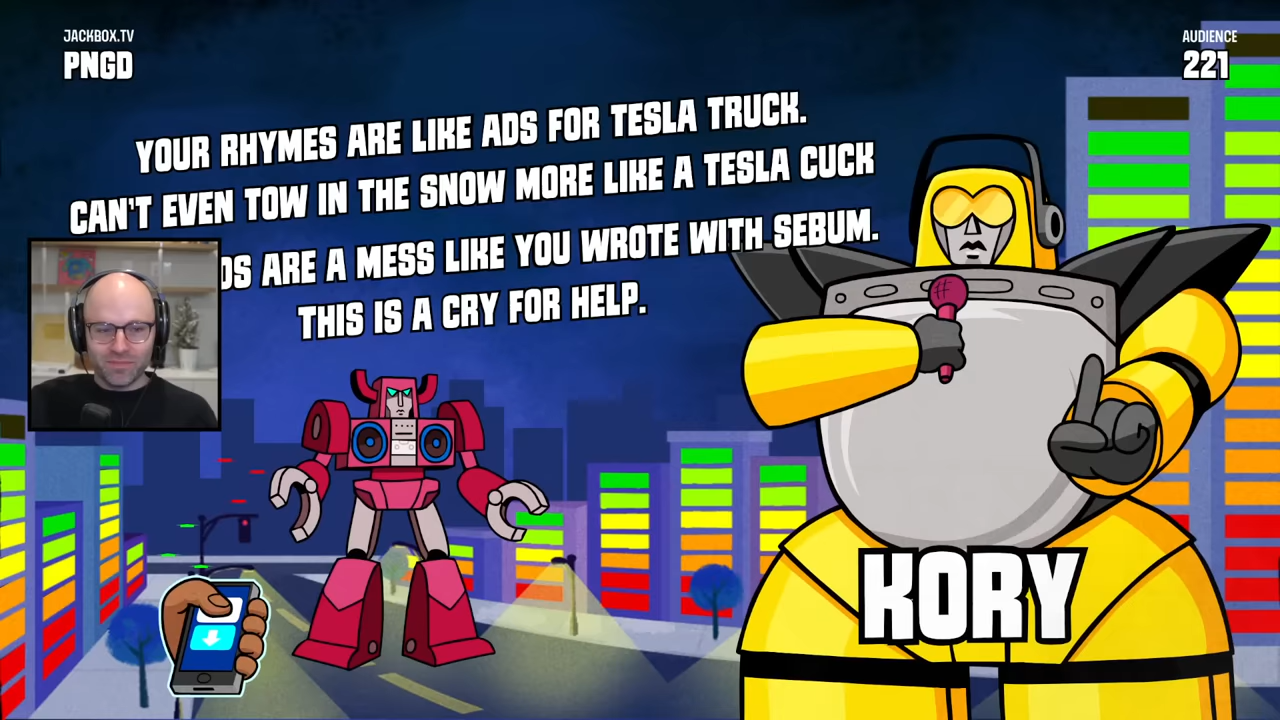 JACKBOX.TV
PNGD
AUDIENCE
221
YOUR RHYMES ARE LIKE ADS FOR TESLA TRUCK.
CAN'T EVEN TOW IN THE SNOW MORE LIKE A TESLA CUCK
ARE A MESS LIKE YOU WROTE WITH SEBUM.
THIS IS A CRY FOR HELP.
KORY